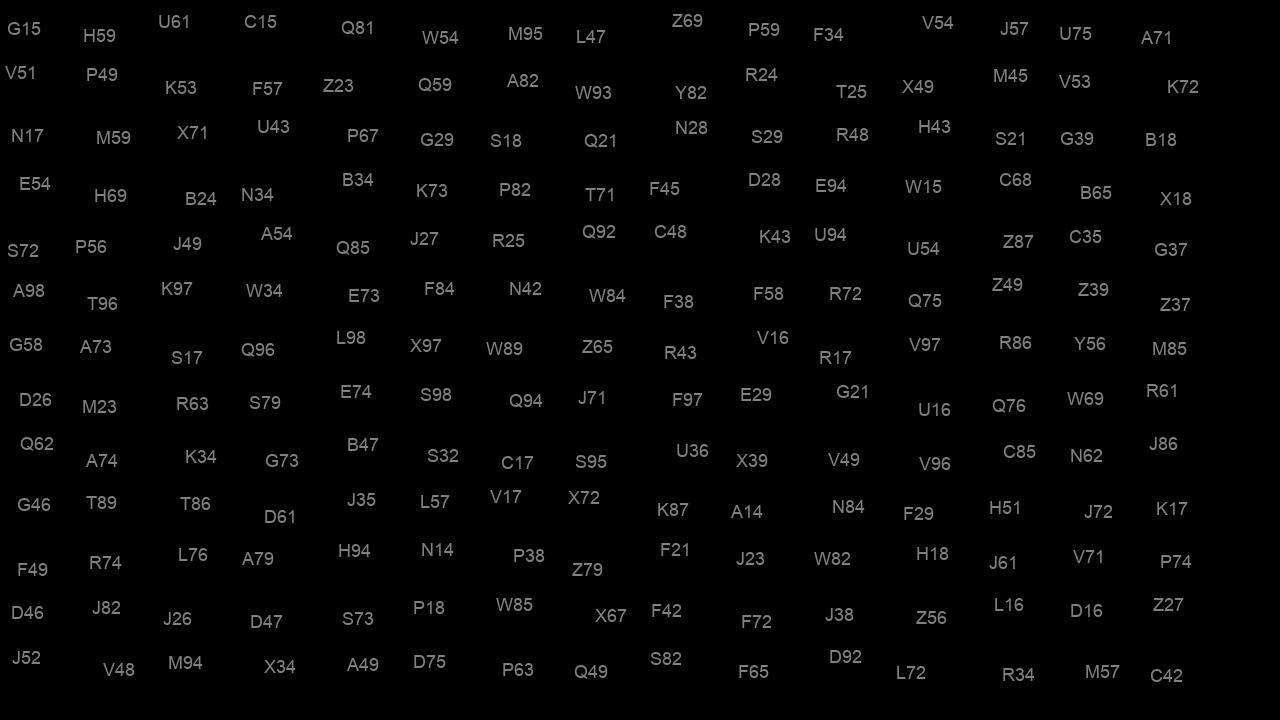 G15 H59 U61 C15 Q81 W54 M95 L47 Z69 P59 F34 V54 J57 U75 A71
V51 P49 K53 F57 Z23 Q59 A82 W93 Y82 R24 T25 X49 M45 V53 K72
N17 M59 X71 U43 P67 G29 S18 Q21 N28 S29 R48 H43 S21 G39 B18
E54 H69 B24 N34 B34 K73 P82 T71 F45 D28 E94 W15 C68 B65 X18
S72 P56 J49 A54 Q85 J27 R25 Q92 C48 K43 U94 U54 Z87 C35 G37
A98 T96 K97 W34 E73 F84 N42 W84 F38 F58 R72 Q75 Z49 Z39 Z37
G58 A73 S17 Q96 L98 X97 W89 Z65 R43 V16 R17 V97 R86 Y56 M85
D26 M23 R63 S79 E74 S98 Q94 J71 F97 E29 G21 U16 Q76 W69 R61
Q62 A74 K34 G73 B47 S32 C17 S95 U36 X39 V49 V96 C85 N62 J86
G46 T89 T86 D61 J35 L57 V17 X72 K87 A14 N84 F29 H51 J72 K17
F49 R74 L76 A79 H94 N14 P38 Z79 F21 J23 W82 H18 J61 V71 P74
D46 J82 J26 D47 S73 P18 W85 X67 F42 F72 J38 Z56 L16 D16 Z27
J52 V48 M94 X34 A49 D75 P63 Q49 S82 F65 D92 L72 R34 M57 C42